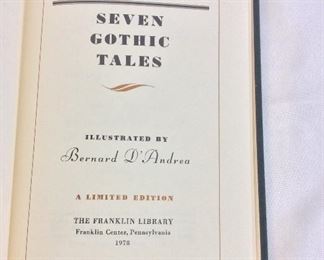 SEVEN
GOTHIC
TALES
ILLUSTRATED BY
Bernard D'Andrea
A LIMITED EDITION
THE FRANKLIN LIBRARY
Franklin Center, Pennsylvania
1978